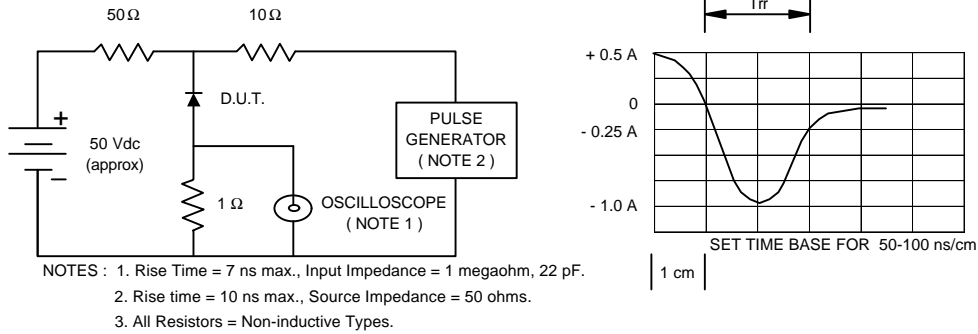 50 Ω
10 Ω
Trr
D.U.T.
+
50 Vdc
(approx)
−
1 Ω
OSCILLOSCOPE
( NOTE 1 )
PULSE
GENERATOR
( NOTE 2 )
+ 0.5 A
0
- 0.25 A
- 1.0 A
SET TIME BASE FOR 50-100 ns/cm
1 cm
NOTES : 1. Rise Time = 7 ns max., Input Impedance = 1 megaohm, 22 pF.
2. Rise time = 10 ns max., Source Impedance = 50 ohms.
3. All Resistors = Non-inductive Types.